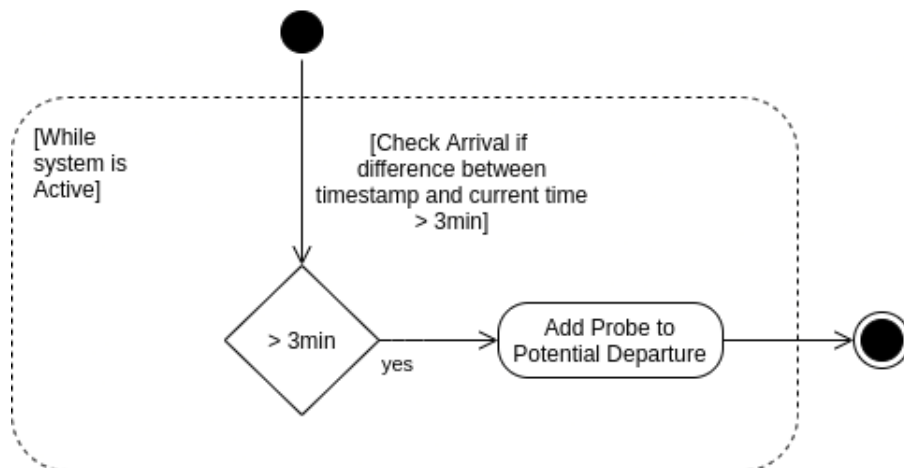 [While
system is
Active]
[Check Arrival if
difference between
timestamp and current time
> 3min]
> 3min
yes
Add Probe to
Potential Departure